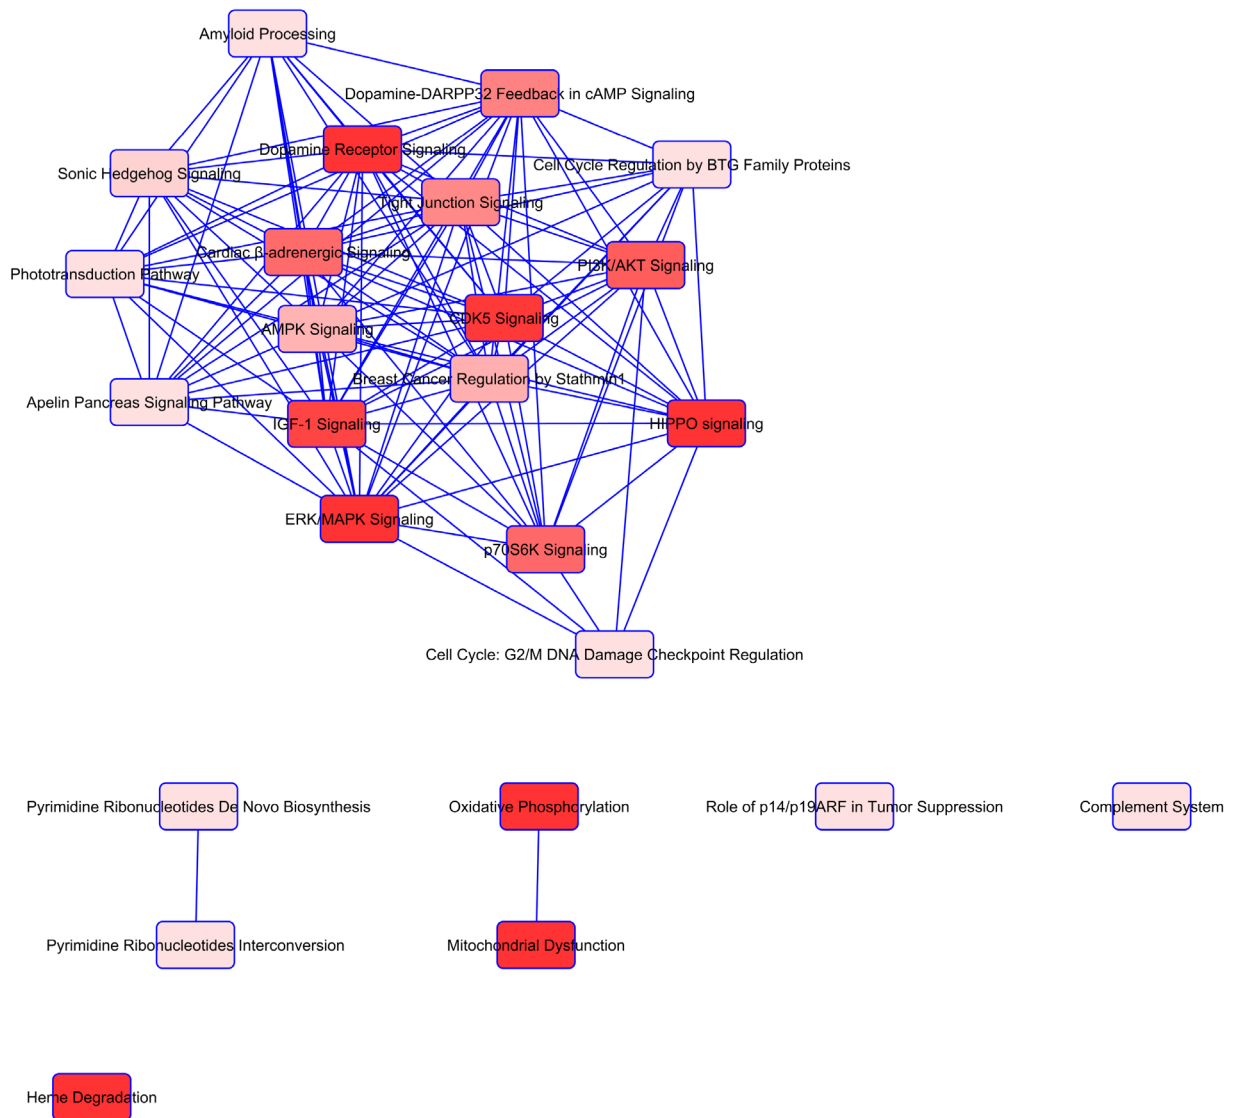 Amyloid Processing
Dopamine-DARPP32 Feedback in cAMP Signaling
Dopamine Receptor Signaling
Cell Cycle Regulation by BTG Family Proteins
Sonic Hedgehog Signaling
Tight Junction Signaling
Cardiac β-adrenergic Signaling
PI3K/AKT Signaling
Phototransduction Pathway
CDK5 Signaling
AMPK Signaling
Breast Cancer Regulation by Stathmin1
Apelin Pancreas Signaling Pathway
IGF-1 Signaling
HIPPO signaling
ERK/MAPK Signaling
p70S6K Signaling
Cell Cycle: G2/M DNA Damage Checkpoint Regulation
Pyrimidine Ribonucleotides De Novo Biosynthesis
Oxidative Phosphorylation
Role of p14/p19ARF in Tumor Suppression
Complement System
Pyrimidine Ribonucleotides Interconversion
Mitochondrial Dysfunction
Heme Degradation